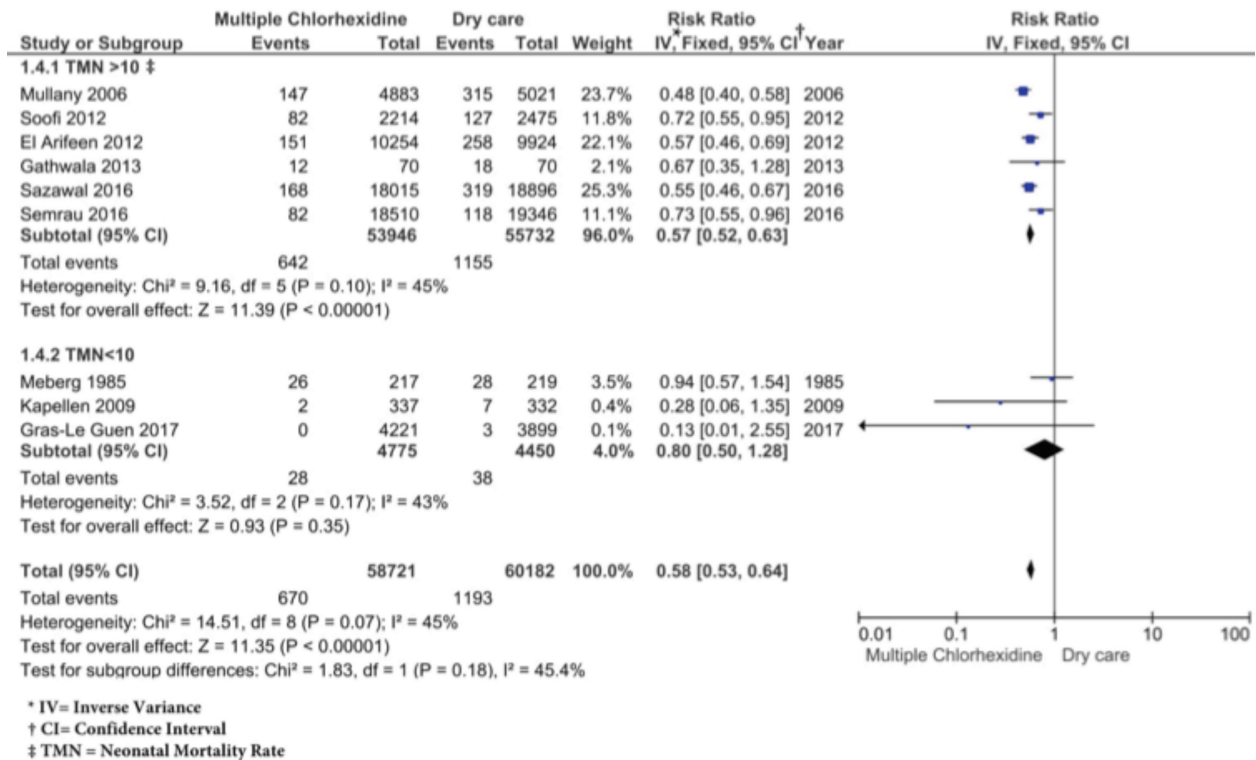 Multiple Chlorhexidine Dry care Risk Ratio Risk Ratio
Study or Subgroup Events Total Events Total Weight IV,* Fixed, 95% CI† Year IV, Fixed, 95% CI
1.4.1 TMN >10 ‡
Mullany 2006 147 4883 315 5021 23.7% 0.48 [0.40, 0.58] 2006
Soofi 2012 82 2214 127 2475 11.8% 0.72 [0.55, 0.95] 2012
El Arifeen 2012 151 10254 258 9924 22.1% 0.57 [0.46, 0.69] 2012
Gathwala 2013 12 70 18 70 2.1% 0.67 [0.35, 1.28] 2013
Sazawal 2016 168 18015 319 18896 25.3% 0.55 [0.46, 0.67] 2016
Semrau 2016 82 18510 118 19346 11.1% 0.73 [0.55, 0.96] 2016
Subtotal (95% CI) 53946 55732 96.0% 0.57 [0.52, 0.63]
Total events 642 1155
Heterogeneity: Chi² = 9.16, df = 5 (P = 0.10); I² = 45%
Test for overall effect: Z = 11.39 (P < 0.00001)
1.4.2 TMN<10
Meberg 1985 26 217 28 219 3.5% 0.94 [0.57, 1.54] 1985
Kapellen 2009 2 337 7 332 0.4% 0.28 [0.06, 1.35] 2009
Gras-Le Guen 2017 0 4221 3 3899 0.1% 0.13 [0.01, 2.55] 2017
Subtotal (95% CI) 4775 4450 4.0% 0.80 [0.50, 1.28]
Total events 28 38
Heterogeneity: Chi² = 3.52, df = 2 (P = 0.17); I² = 43%
Test for overall effect: Z = 0.93 (P = 0.35)
Total (95% CI) 58721 60182 100.0% 0.58 [0.53, 0.64]
Total events 670 1193
Heterogeneity: Chi² = 14.51, df = 8 (P = 0.07); I² = 45%
Test for overall effect: Z = 11.35 (P < 0.00001)
Test for subgroup differences: Chi² = 1.83, df = 1 (P = 0.18), I² = 45.4%
0.01 0.1 1 10 100
Multiple Chlorhexidine Dry care
* IV= Inverse Variance
† CI= Confidence Interval
‡ TMN = Neonatal Mortality Rate